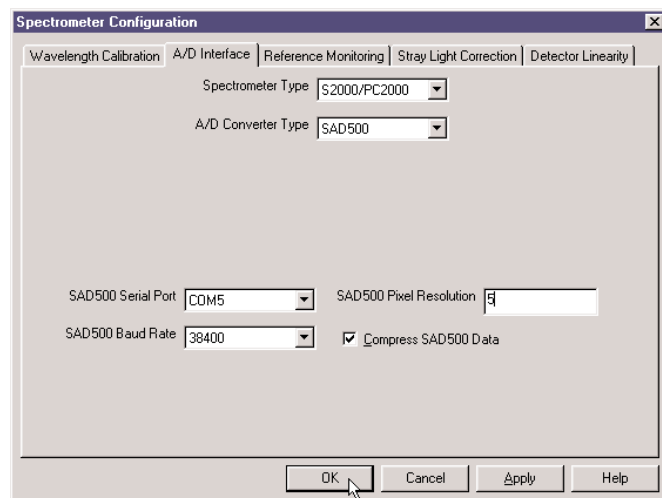 Spectrometer Configuration
Wavelength Calibration A/D Interface Reference Monitoring Stray Light Correction Detector Linearity
Spectrometer Type S2000/PC2000
A/D Converter Type SAD500
SAD500 Serial Port COM5 SAD500 Pixel Resolution 5
SAD500 Baud Rate 38400 Compress SAD500 Data
OK Cancel Apply Help